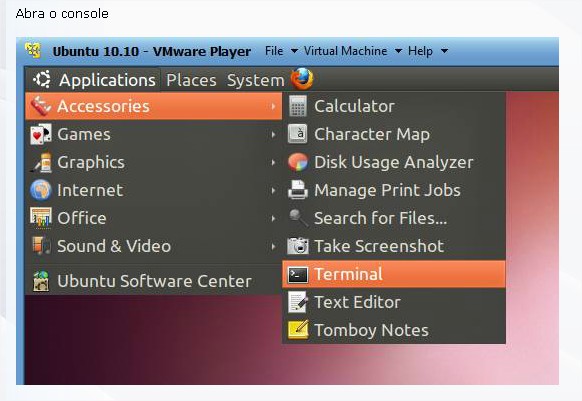 Abra o console
Ubuntu 10.10 - VMware Player File Virtual Machine Help
Applications Places System
Accessories
Games
Graphics
Internet
Office
Sound & Video
Ubuntu Software Center
Calculator
Character Map
Disk Usage Analyzer
Manage Print Jobs
Search for Files...
Take Screenshot
Terminal
Text Editor
Tomboy Notes